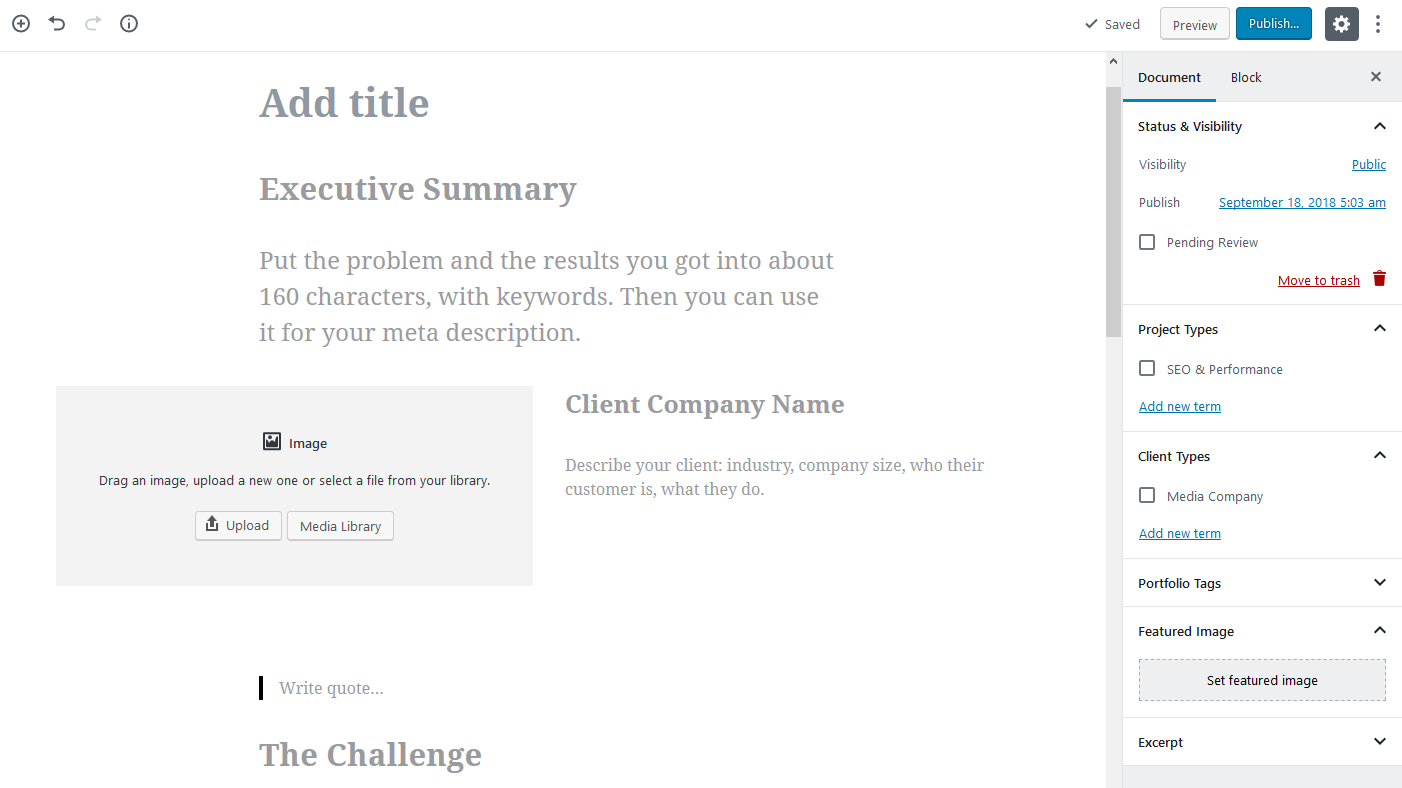 Saved
Preview
Publish...
Add title
Executive Summary
Put the problem and the results you got into about
160 characters, with keywords. Then you can use
it for your meta description.
Image
Drag an image, upload a new one or select a file from your library.
Upload
Media Library
Client Company Name
Describe your client: industry, company size, who their
customer is, what they do.
Write quote...
The Challenge
Document
Block
Status & Visibility
Visibility
Public
Publish
September 18, 2018 5:03 am
Pending Review
Move to trash
Project Types
SEO & Performance
Add new term
Client Types
Media Company
Add new term
Portfolio Tags
Featured Image
Set featured image
Excerpt